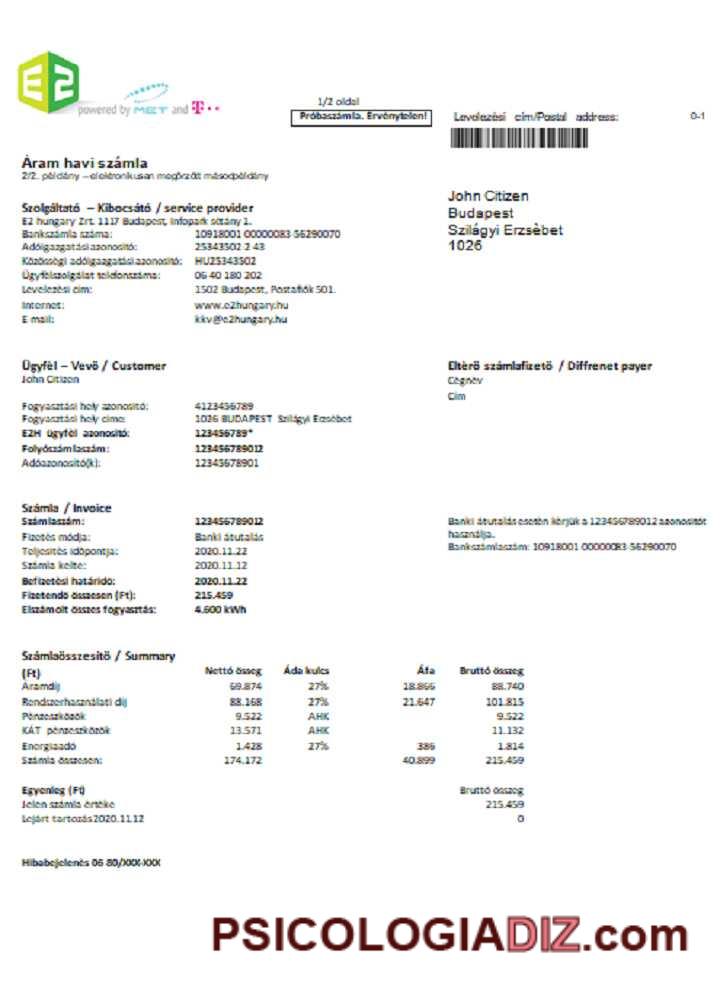 E2
powered by MET and T
1/2 oldal
Próbaszámla. Érvénytelen!
Levelezési cím/Postal address:
0-1
Áram havi számla
2/2. példány – elektronikusan megőrzött másodpéldány
John Citizen
Budapest
Szilágyi Erzsèbet
1026
Szolgáltató – Kibocsátó / service provider
E2 hungary Zrt. 1117 Budapest, Infopark sétány 1.
Bankszámla száma: 10918001 00000083 56290070
Adóigazgatási azonosító: 25343502 2 43
Közösségi adóigazgatási azonosító: HU25343502
Ügyfélszolgálat telefonszáma: 06 40 180 202
Levelezési cím: 1502 Budapest, Postafiók 501.
Internet: www.e2hungary.hu
E mail: kkv@e2hungary.hu
Ügyfèl – Vevő / Customer
John Citizen
Eltèrő számlafizető / Diffrenet payer
Cégnév
Cím
Fogyasztási hely azonosító: 4123456789
Fogyasztási hely címe: 1026 BUDAPEST Szilágyi Erzsébet
E2H ügyfél azonosító: 123456789*
Folyószámlaszám: 123456789012
Adóazonosító(k): 12345678901
Számla / Invoice
Számlaszám: 123456789012
Fizetés módja: Banki átutalás
Teljesítés időpontja: 2020.11.22
Számla kelte: 2020.11.12
Befizetési határidő: 2020.11.22
Fizetendő összesen (Ft): 215.459
Elszámolt összes fogyasztás: 4.600 kWh
Banki átutalás esetén kérjük a 123456789012 azonosítót
használja.
Bankszámlaszám: 10918001 00000083 56290070
Számlaösszesítő / Summary
(Ft) Nettó össeg Áda kulcs Áfa Bruttó összeg
Áramdíj 69.874 27% 18.866 88.740
Rendszerhasználati díj 88.168 27% 21.647 101.815
Pénzeszközök 9.522 AHK 9.522
KÁT pénzeszközök 13.571 AHK 11.132
Energiaadó 1.428 27% 386 1.814
Számla összesen: 174.172 40.899 215.459
Egyenleg (Ft) Bruttó összeg
Jelen számla értéke 215.459
Lejárt tartozás 2020.11.12 0
Hibabejelenés 06 80/XXX-XXX
PSICOLOGIADIZ.com